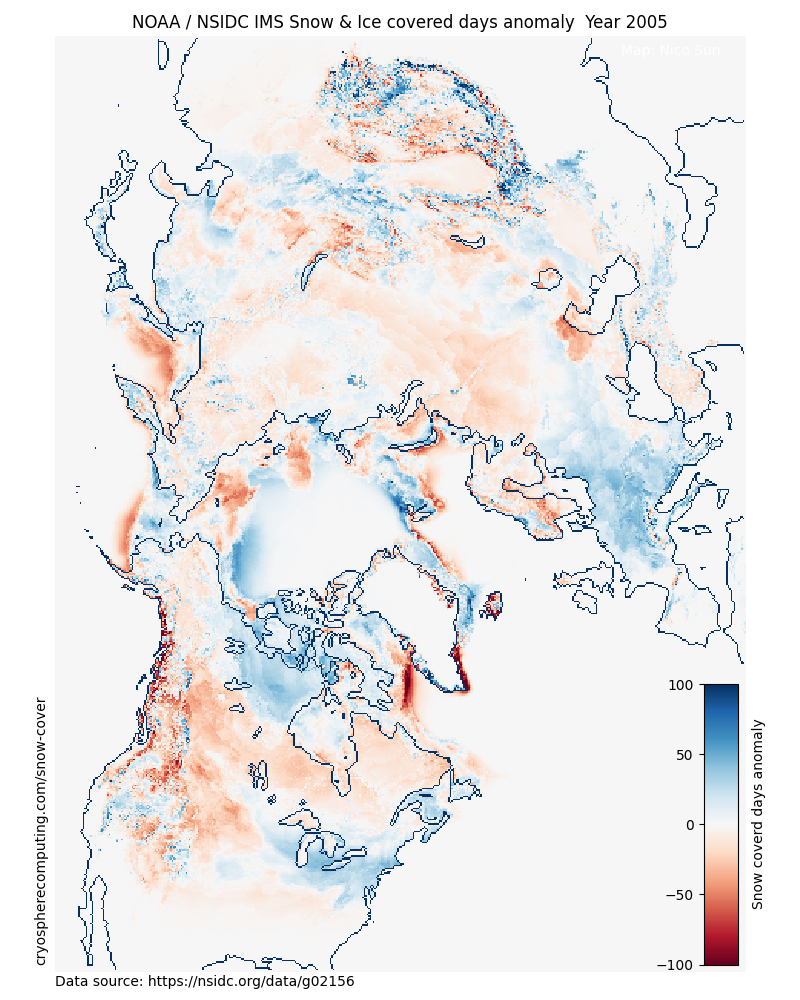 NOAA / NSIDC IMS Snow & Ice covered days anomaly  Year 2005
Map: Nico Sun
cryospherecomputing.com/snow-cover
100
50
0
−50
−100
Snow coverd days anomaly
Data source: https://nsidc.org/data/g02156